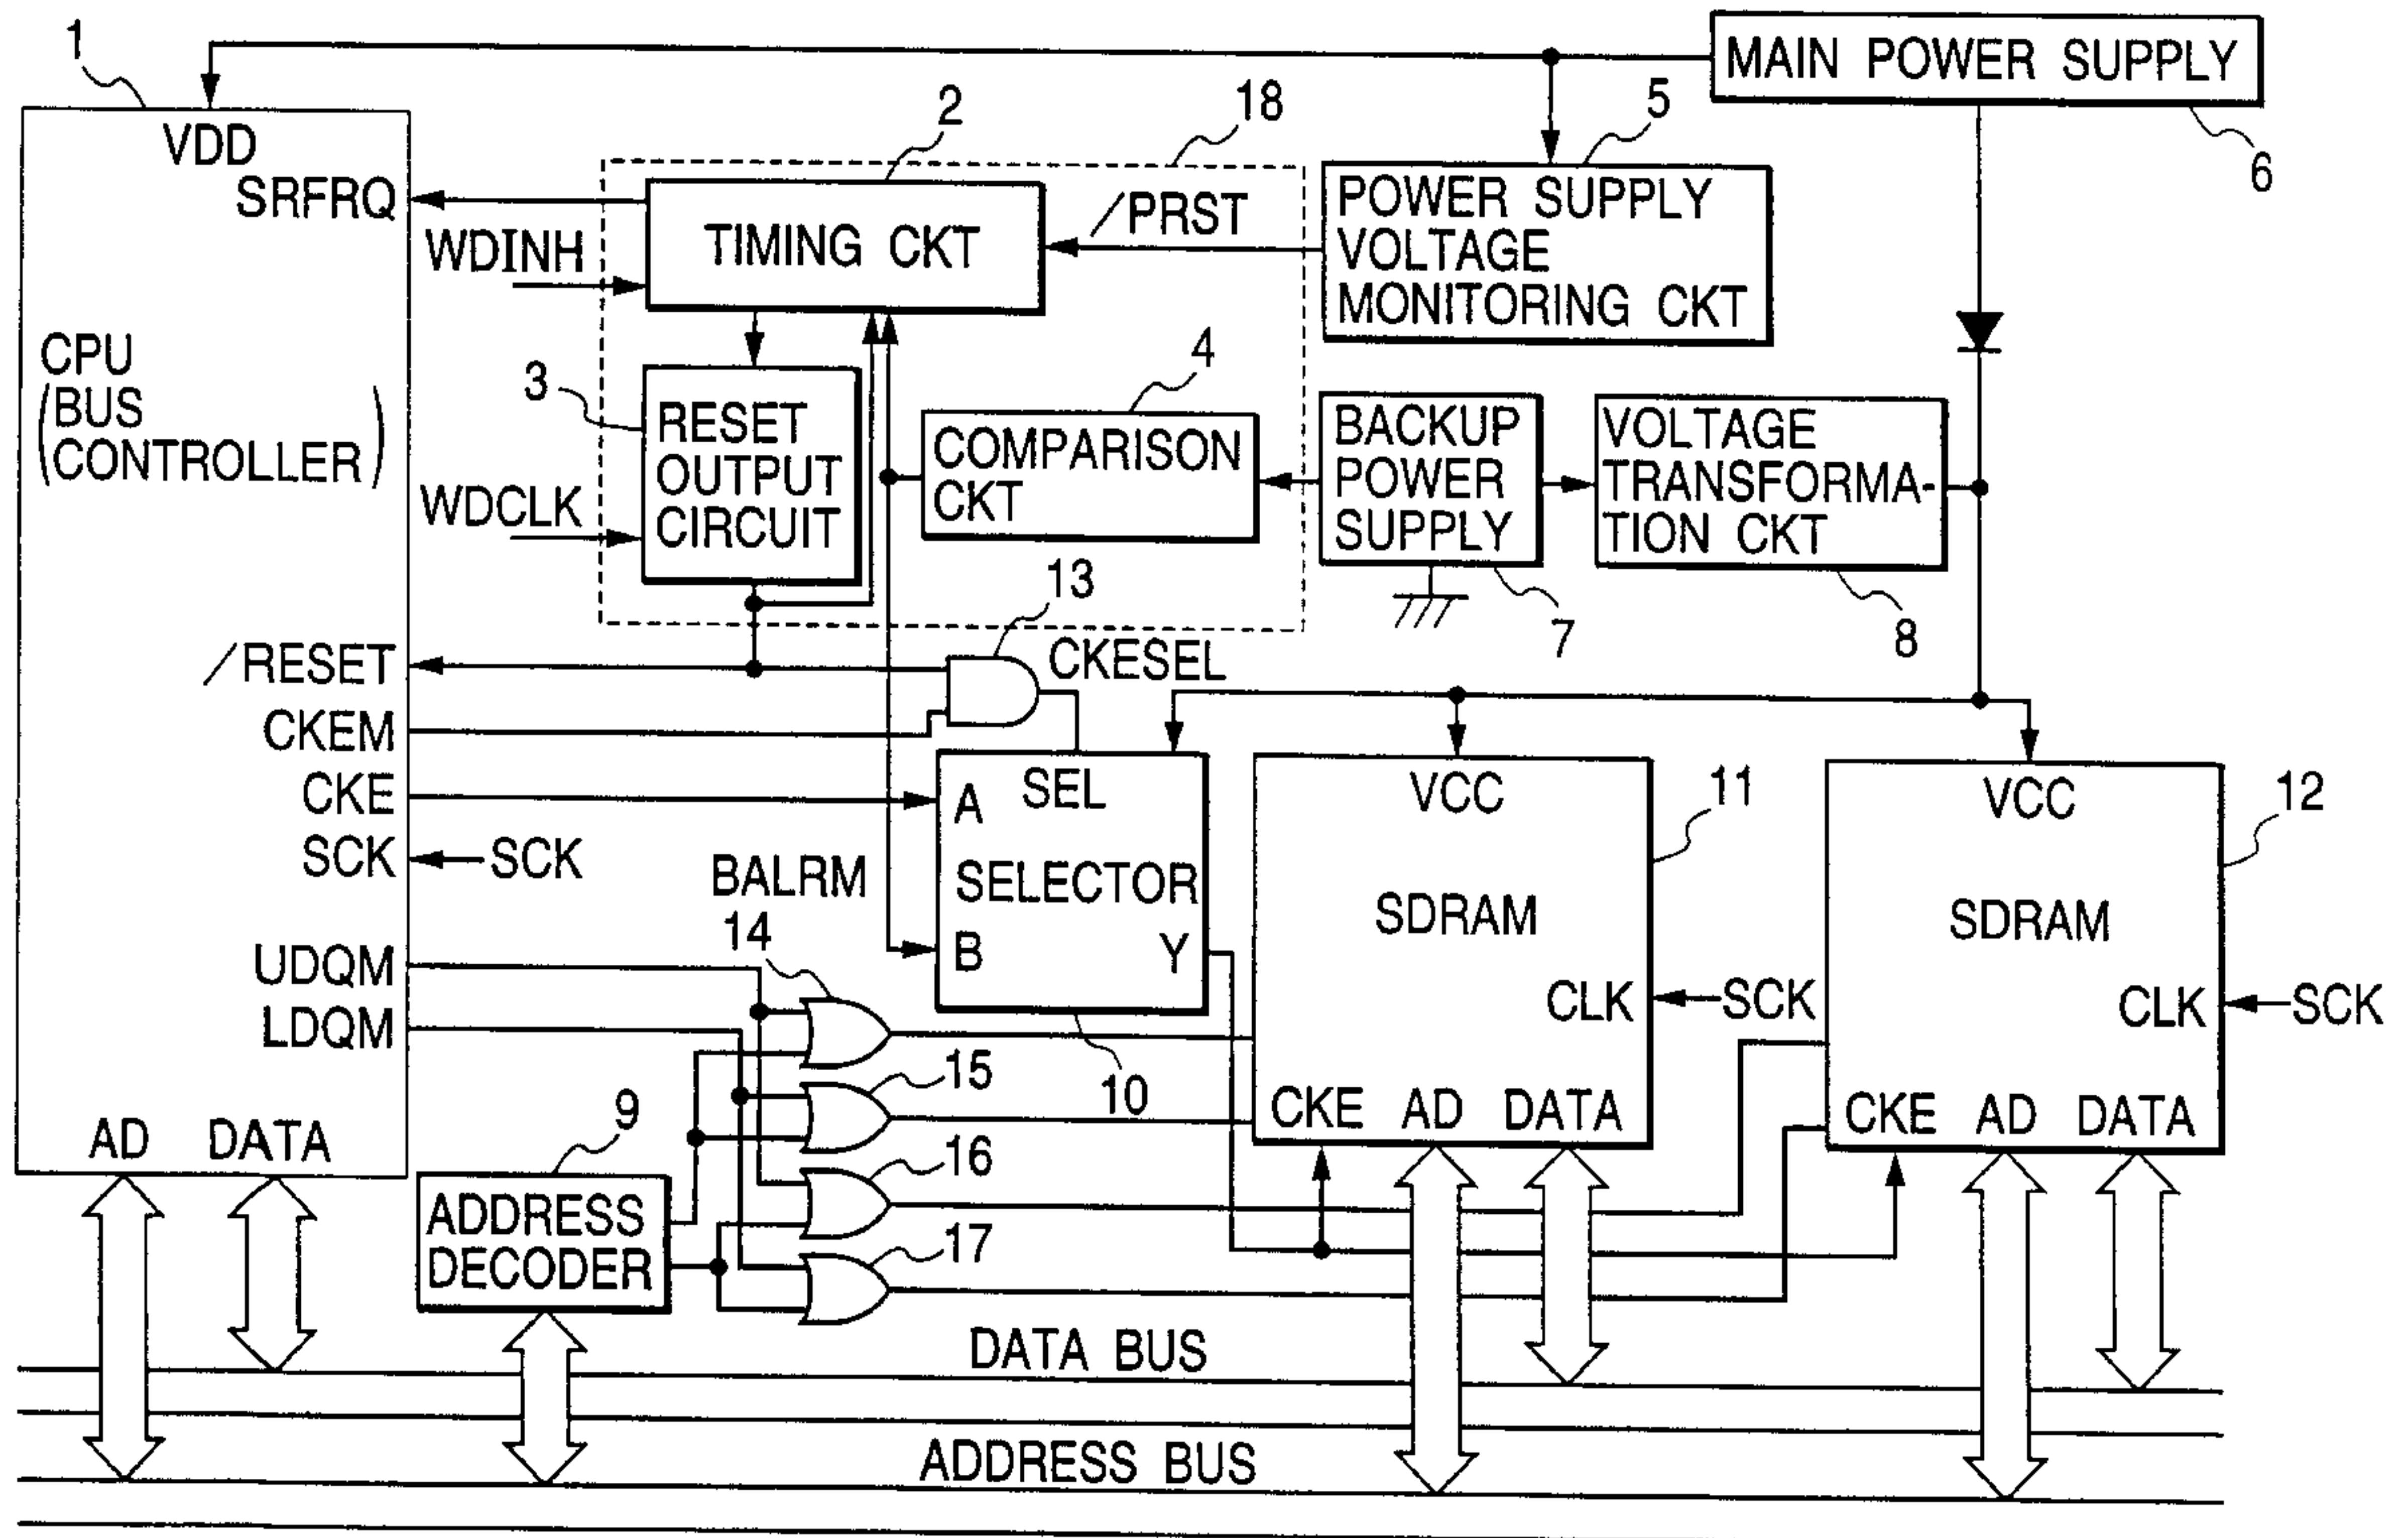 1
MAIN POWER SUPPLY
6
VDD
SRFRQ
CPU
(BUS
CONTROLLER)
/RESET
CKEM
CKE
SCK
SCK
UDQM
LDQM
AD
DATA
2
18
TIMING CKT
WDINH
/PRST
5
POWER SUPPLY
VOLTAGE
MONITORING CKT
3
RESET
OUTPUT
CIRCUIT
WDCLK
4
COMPARISON
CKT
BACKUP
POWER
SUPPLY
7
VOLTAGE
TRANSFORMA-
TION CKT
8
13
CKESEL
A
SEL
SELECTOR
B
Y
10
BALRM
14
15
16
17
9
ADDRESS
DECODER
VCC
11
SDRAM
CLK
SCK
CKE
AD
DATA
VCC
12
SDRAM
CLK
SCK
CKE
AD
DATA
DATA BUS
ADDRESS BUS